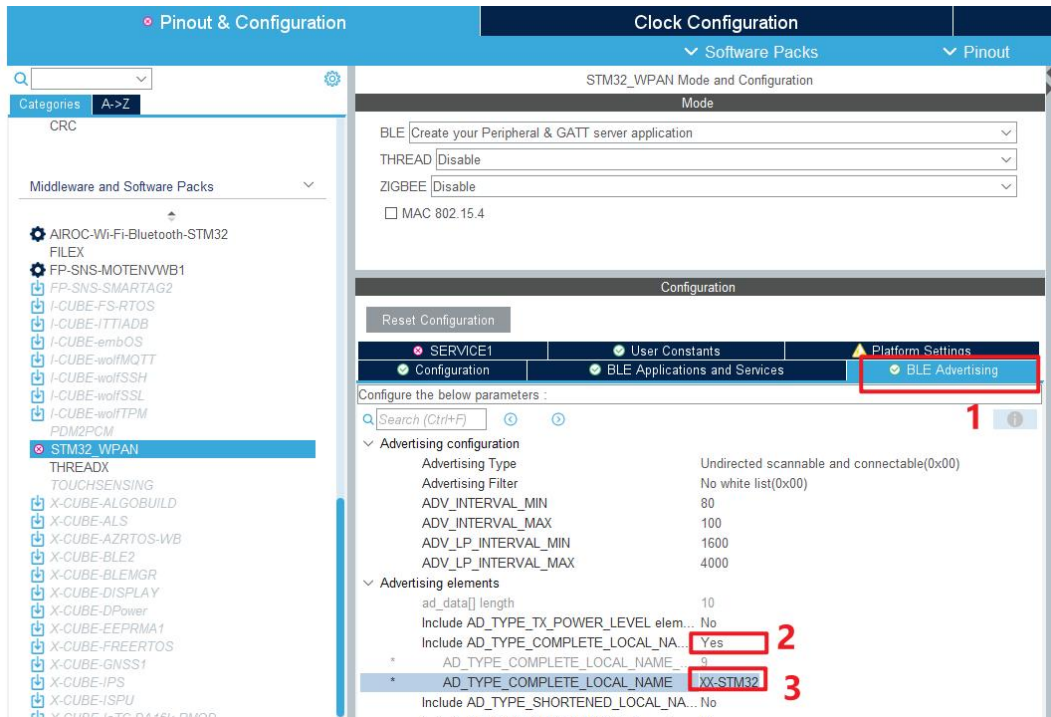 Pinout & Configuration
Clock Configuration
Software Packs
Pinout
Categories
A->Z
CRC
Middleware and Software Packs
AIROC-Wi-Fi-Bluetooth-STM32
FILEX
FP-SNS-MOTENVWB1
FP-SNS-SMARTAG2
I-CUBE-FS-RTOS
I-CUBE-ITTIADB
I-CUBE-embOS
I-CUBE-wolfMQTT
I-CUBE-wolfSSH
I-CUBE-wolfSSL
I-CUBE-wolfTPM
PDM2PCM
STM32_WPAN
THREADX
TOUCHSENSING
X-CUBE-ALGOBUILD
X-CUBE-ALS
X-CUBE-AZRTOS-WB
X-CUBE-BLE2
X-CUBE-BLEMGR
X-CUBE-DISPLAY
X-CUBE-DPower
X-CUBE-EEPRMA1
X-CUBE-FREERTOS
X-CUBE-GNSS1
X-CUBE-IPS
X-CUBE-ISPU
STM32_WPAN Mode and Configuration
Mode
BLE Create your Peripheral & GATT server application
THREAD Disable
ZIGBEE Disable
MAC 802.15.4
Configuration
Reset Configuration
SERVICE1
User Constants
Platform Settings
Configuration
BLE Applications and Services
BLE Advertising
1
Configure the below parameters :
Search (Ctrl+F)
Advertising configuration
Advertising Type Undirected scannable and connectable(0x00)
Advertising Filter No white list(0x00)
ADV_INTERVAL_MIN 80
ADV_INTERVAL_MAX 100
ADV_LP_INTERVAL_MIN 1600
ADV_LP_INTERVAL_MAX 4000
Advertising elements
ad_data[] length 10
Include AD_TYPE_TX_POWER_LEVEL elem... No
Include AD_TYPE_COMPLETE_LOCAL_NA... Yes 2
* AD_TYPE_COMPLETE_LOCAL_NAME_... 9
* AD_TYPE_COMPLETE_LOCAL_NAME XX-STM32 3
Include AD_TYPE_SHORTENED_LOCAL_NA... No